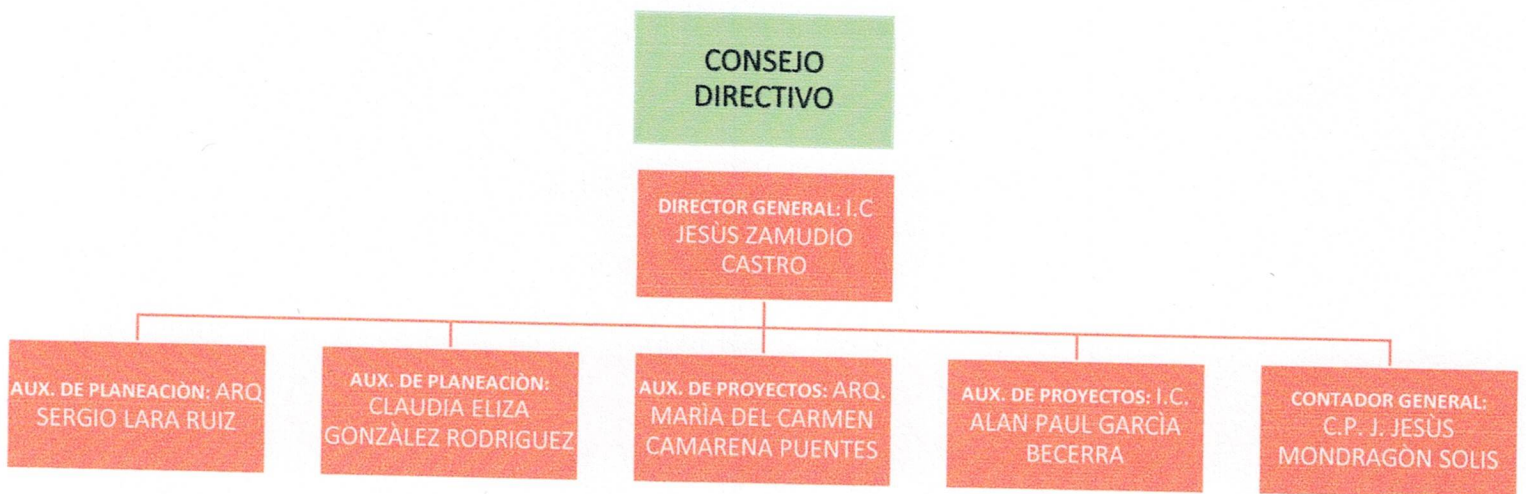 CONSEJO
DIRECTIVO
DIRECTOR GENERAL: I.C
JESÙS ZAMUDIO
CASTRO
AUX. DE PLANEACIÒN: ARQ
SERGIO LARA RUIZ
AUX. DE PLANEACIÒN:
CLAUDIA ELIZA
GONZÀLEZ RODRIGUEZ
AUX. DE PROYECTOS: ARQ.
MARÌA DEL CARMEN
CAMARENA PUENTES
AUX. DE PROYECTOS: I.C.
ALAN PAUL GARCÌA
BECERRA
CONTADOR GENERAL:
C.P. J. JESÙS
MONDRAGÒN SOLIS